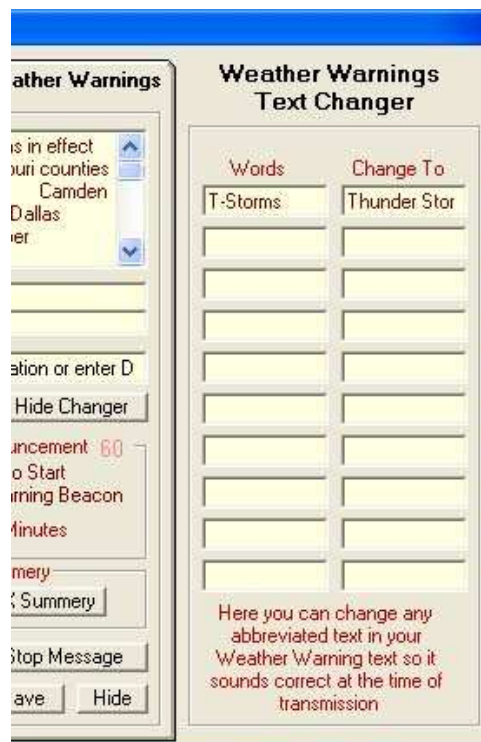 ather Warnings
s in effect
uri counties
Camden
Dallas
er
ation or enter D
Hide Changer
uncement 60
o Start
rning Beacon
Minutes
mery
Summery
Stop Message
ave
Hide
Weather Warnings
Text Changer
Words Change To
T-Storms Thunder Stor
Here you can change any
abbreviated text in your
Weather Warning text so it
sounds correct at the time of
transmission